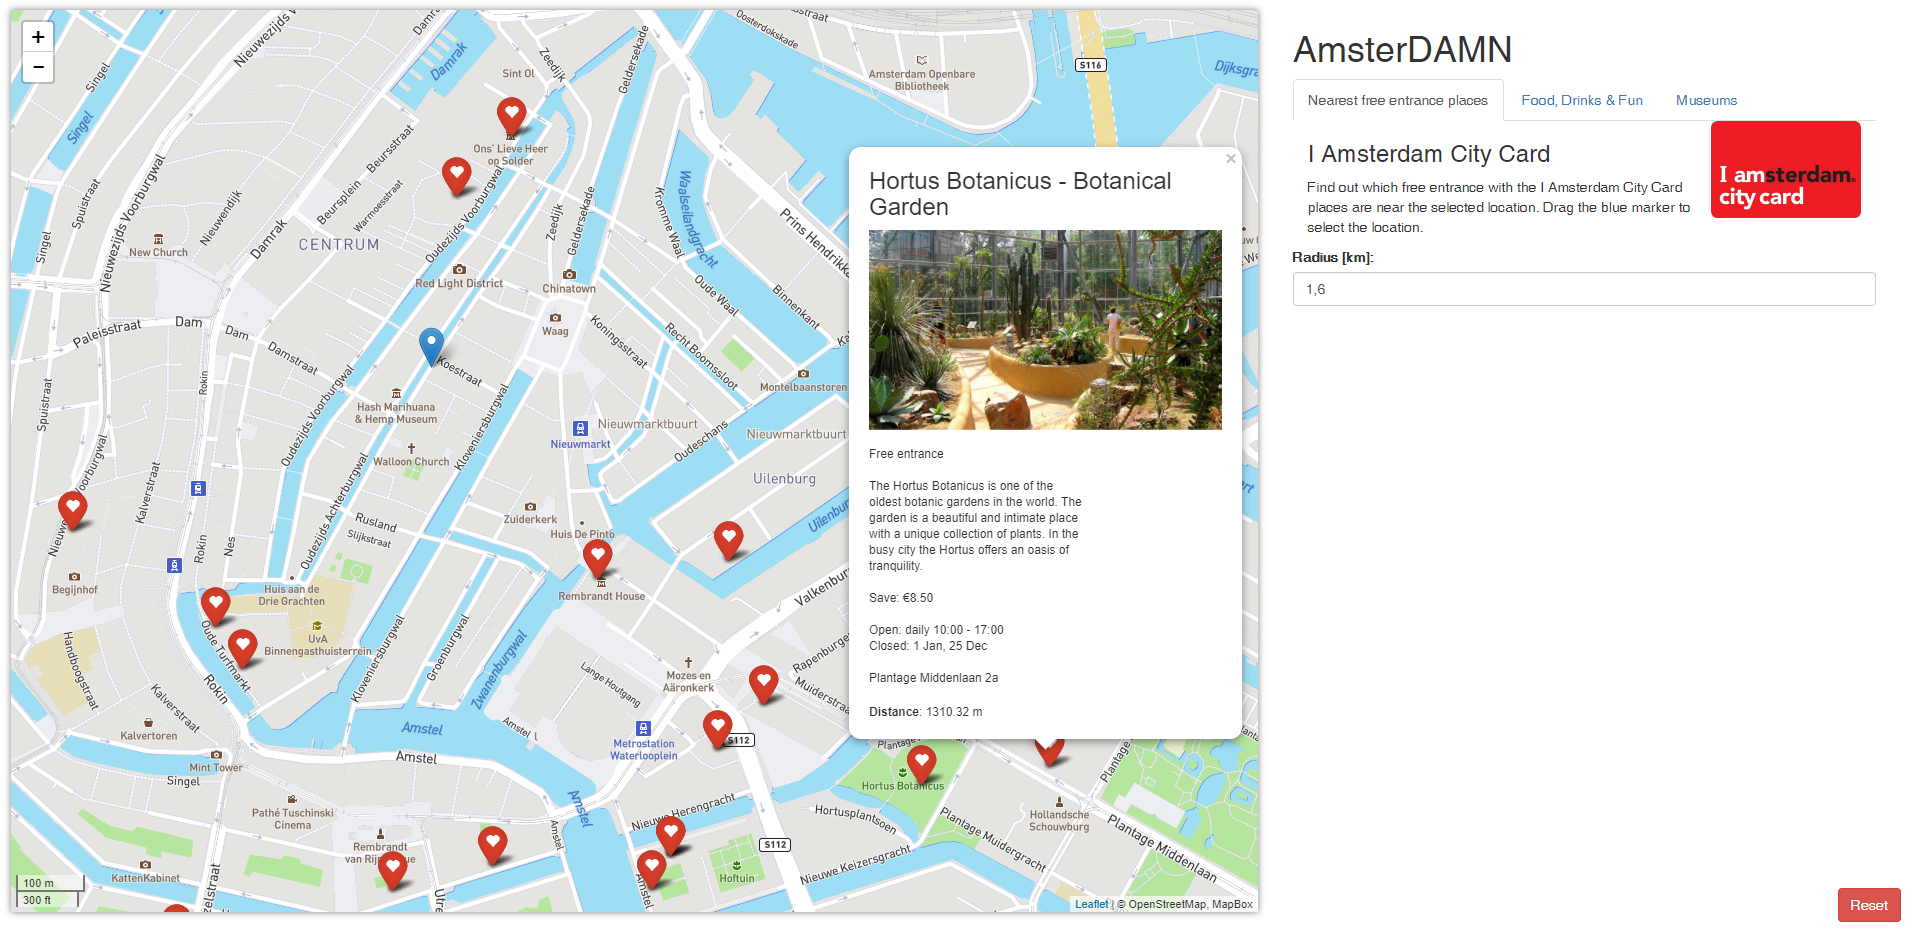 +
−
Oosterdokskade
Damrak
Nieuwezijds Voorburgwal
Nieuwezijds
Singel
Damrak
Sint Ol
Zeedijk
Geldersekade
S116
Amsterdam Openbare
Bibliotheek
Dijksgra
Singel
Beursstraat
Ons' Lieve Heer
op Solder
Spuistraat
Nieuwendijk
Beursplein
Warmoesstraat
Oudezijds Voorburgwal
Zeedijk
Geldersekade
Kromme Waal
Waalseilandgracht
Prins Hendrikk
New Church
Damrak
CENTRUM
Singel
Red Light District
Chinatown
Oude Waal
Binnenkant
Waag
Paleisstraat
Dam
Dam
Damstraat
Koningsstraat
Recht Boomssloot
Koestraat
Montelbaanstoren
Rokin
Spuistraat
Hash Marihuana
& Hemp Museum
Nieuwmarktbuurt
Nieuwmarktbuurt
Nieuwmarkt
Oudeschans
Walloon Church
Kloveniersburgwal
Uilenburg
Kalverstraat
Oudezijds Achterburgwal
Zuiderkerk
Huis De Pinto
Rusland
Slijkstraat
Uilenbur
Rokin
Nes
Begijnhof
Huis aan de
Drie Grachten
Rembrandt House
Valkenbur
UvA
Binnengasthuisterrein
Oude Turfmarkt
Handboogstraat
Kloveniersburgwal
Groenburgwal
Zwanenburgwal
Rapenburger
Muiderstraa
Mozes en
Aäronkerk
Lange Houtgang
Rokin
Kalverstraat
Kalvertoren
Amstel
Amstel
Amstel
Metrostation
Waterlooplein
S112
Plantage
Mint Tower
Singel
Hortus Botanicus
Nieuwe Herengracht
Hortusplantsoen
Plantage Muidergracht
Hollandsche
Schouwburg
Plantage
Plantage Middenlaan
Pathé Tuschinski
Cinema
Amstel
Amstel
Rembrandt
S112
KattenKabinet
Hoftuin
Nieuwe Keizersgracht
Amstel
Utre
100 m
300 ft
Leaflet | © OpenStreetMap, MapBox
×
Hortus Botanicus - Botanical
Garden
Free entrance
The Hortus Botanicus is one of the
oldest botanic gardens in the world. The
garden is a beautiful and intimate place
with a unique collection of plants. In the
busy city the Hortus offers an oasis of
tranquility.
Save: €8.50
Open: daily 10:00 - 17:00
Closed: 1 Jan, 25 Dec
Plantage Middenlaan 2a
Distance: 1310.32 m
AmsterDAMN
Nearest free entrance places
Food, Drinks & Fun
Museums
I Amsterdam City Card
Find out which free entrance with the I Amsterdam City Card
places are near the selected location. Drag the blue marker to
select the location.
I amsterdam.
city card
Radius [km]:
1,6
Reset